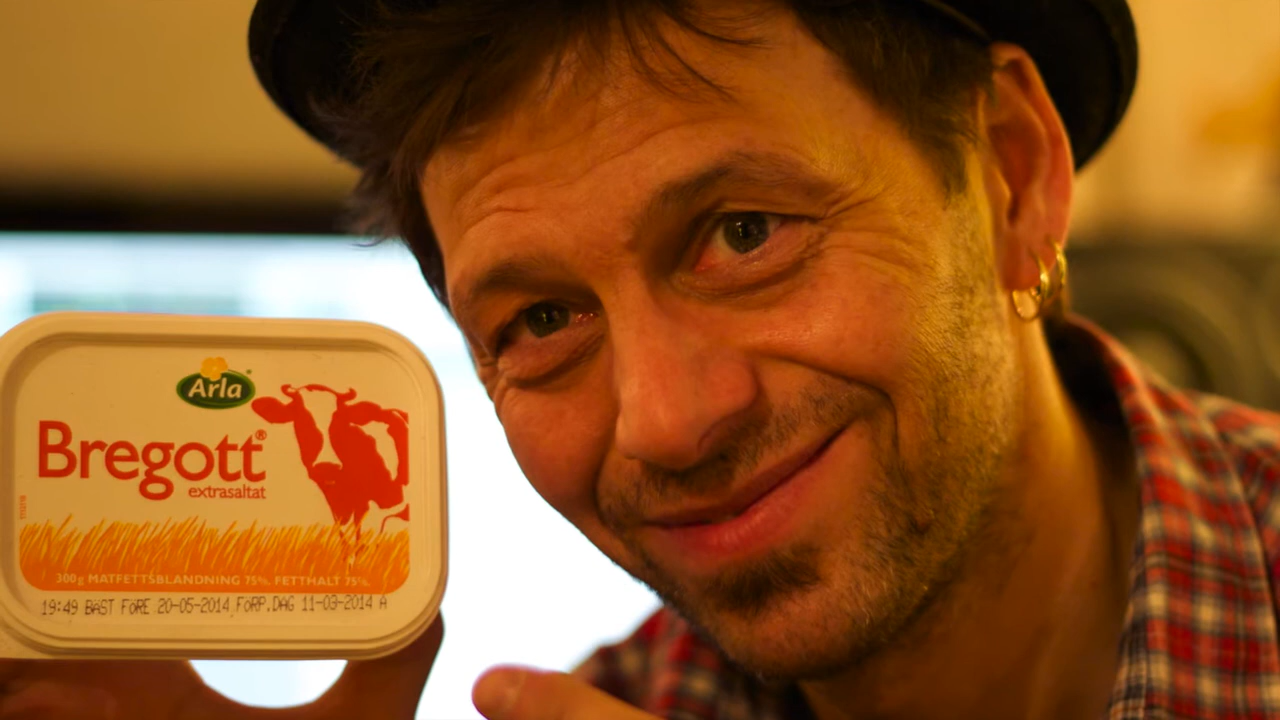 Arla
Bregott®
extrasaltat
300g MATFETTSBLANDNING 75%. FETTHALT 75%.
19:49 BÄST FöRE 20-05-2014 FöRP.DAG 11-03-2014 A